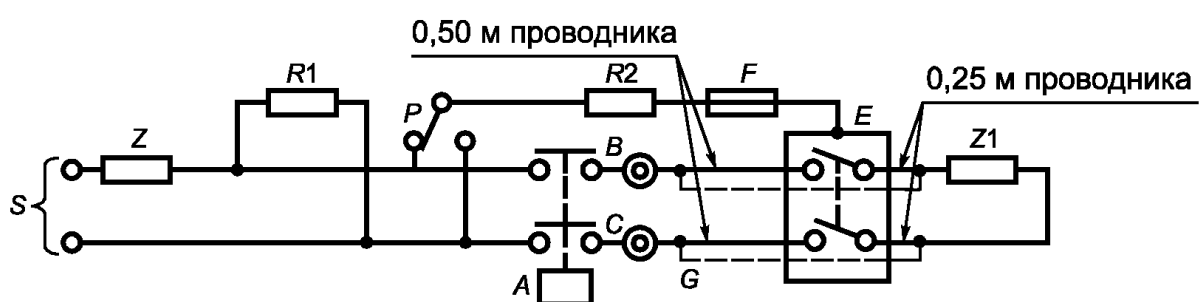 0,50 м проводника
R1
R2
F
0,25 м проводника
P
E
Z
B
Z1
S
C
A
G